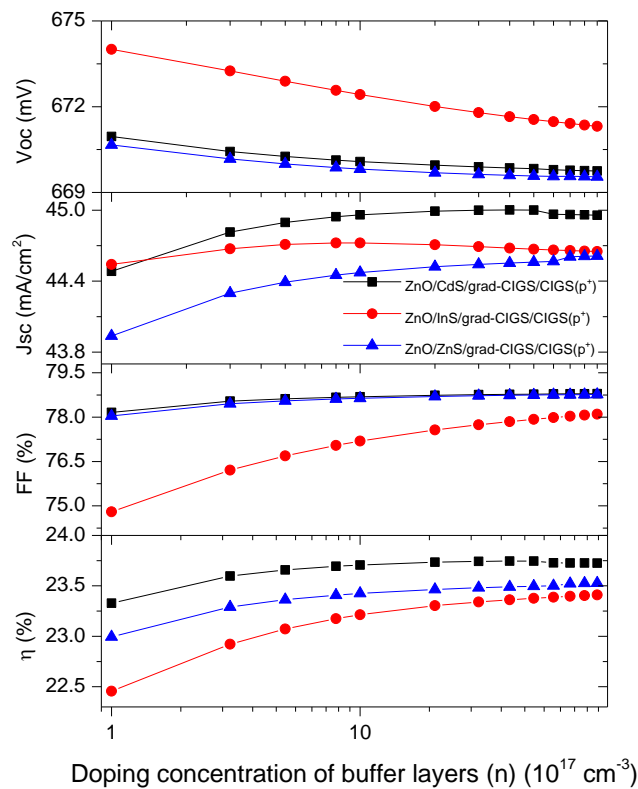 675
672
669
Voc (mV)
45.0
44.4
43.8
Jsc (mA/cm²)
ZnO/CdS/grad-CIGS/CIGS(p⁺)
ZnO/InS/grad-CIGS/CIGS(p⁺)
ZnO/ZnS/grad-CIGS/CIGS(p⁺)
79.5
78.0
76.5
75.0
FF (%)
24.0
23.5
23.0
22.5
η (%)
1
10
Doping concentration of buffer layers (n) (10¹⁷ cm⁻³)